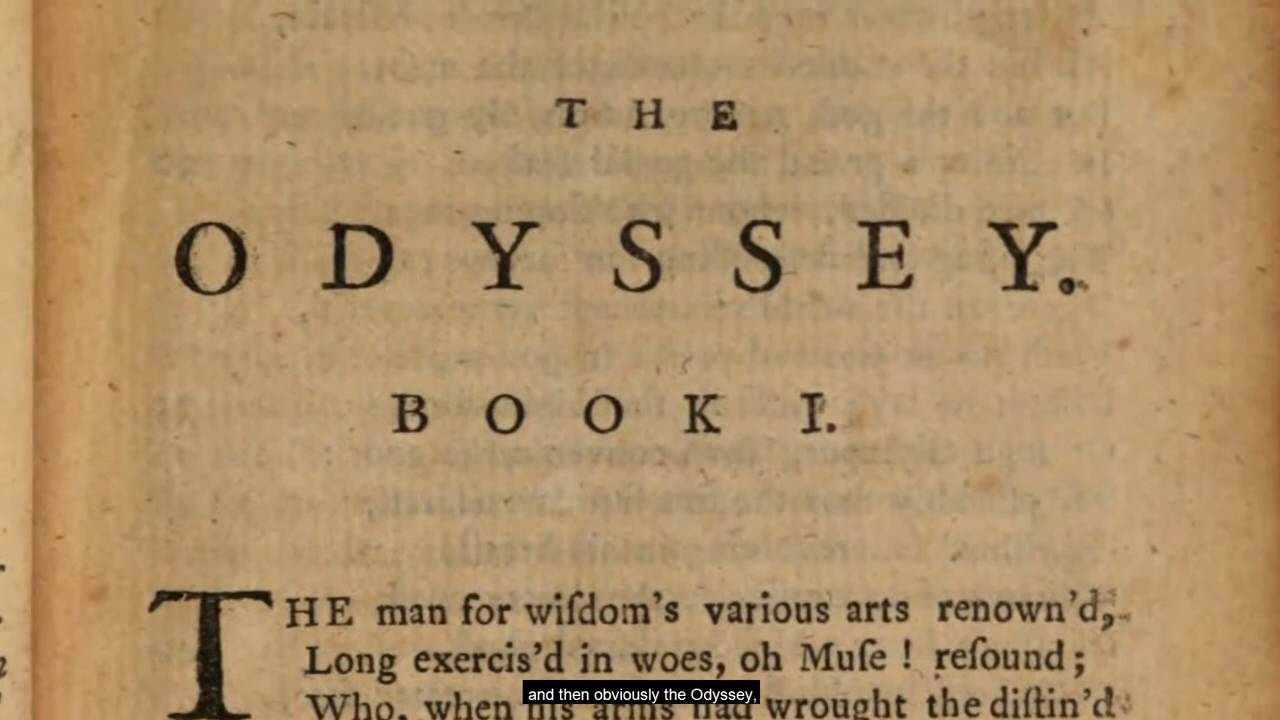 THE
ODYSSEY.
BOOK I.
THE man for wiſdom's various arts renown'd,
Long exercis'd in woes, oh Muſe ! reſound ;
Who, when his arms had wrought the deſtin'd
and then obviously the Odyssey,